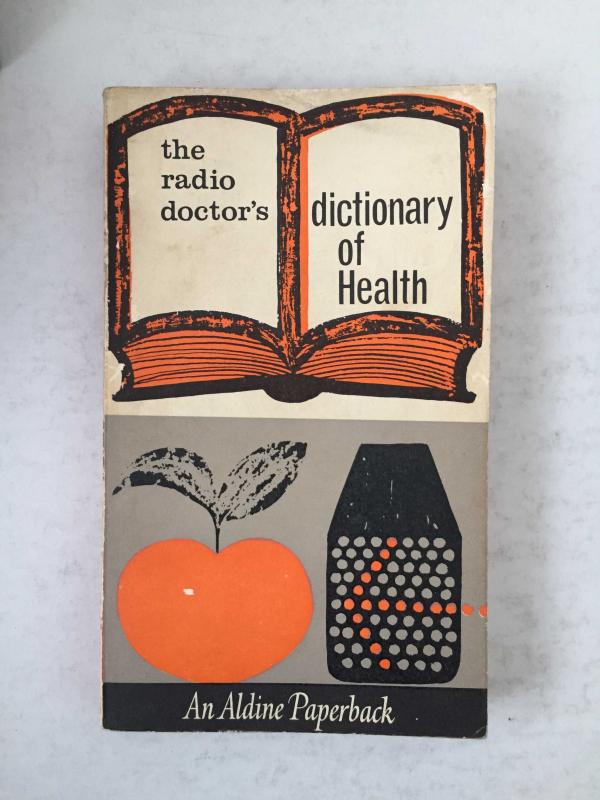 the
radio
doctor's
dictionary
of
Health
An Aldine Paperback